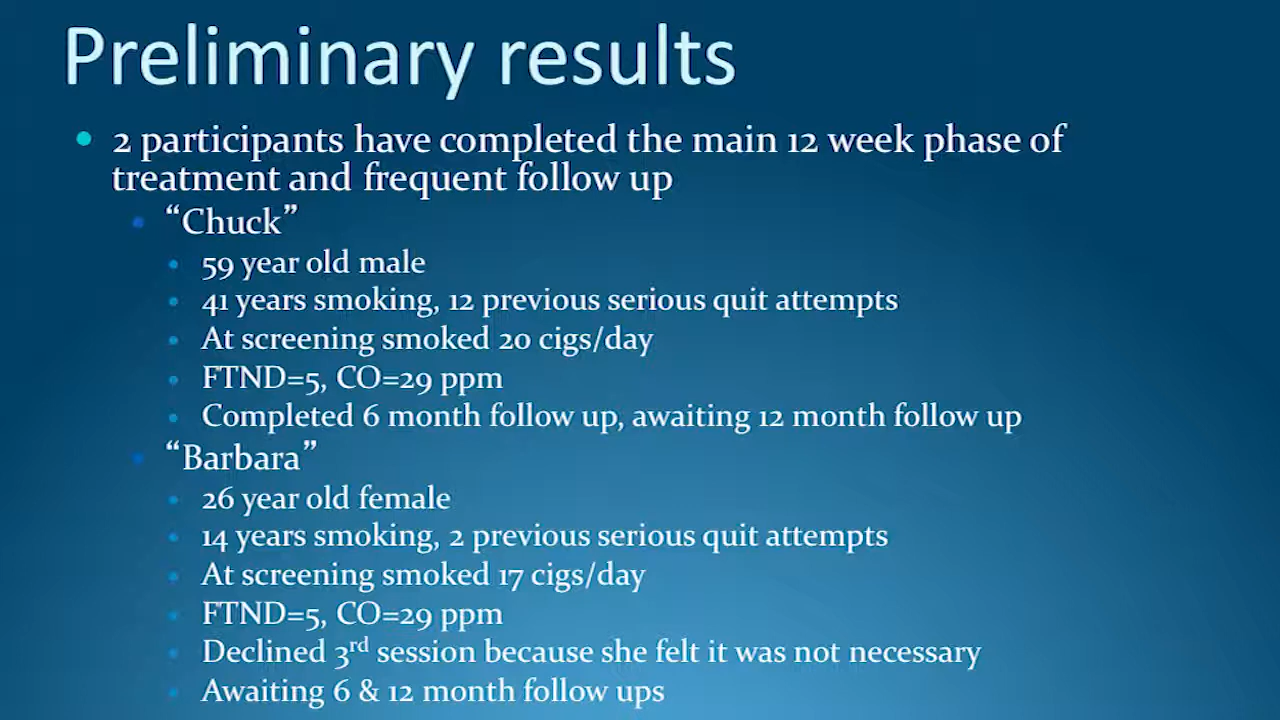 Preliminary results
• 2 participants have completed the main 12 week phase of
treatment and frequent follow up
• “Chuck”
• 59 year old male
• 41 years smoking, 12 previous serious quit attempts
• At screening smoked 20 cigs/day
• FTND=5, CO=29 ppm
• Completed 6 month follow up, awaiting 12 month follow up
• “Barbara”
• 26 year old female
• 14 years smoking, 2 previous serious quit attempts
• At screening smoked 17 cigs/day
• FTND=5, CO=29 ppm
• Declined 3rd session because she felt it was not necessary
• Awaiting 6 & 12 month follow ups